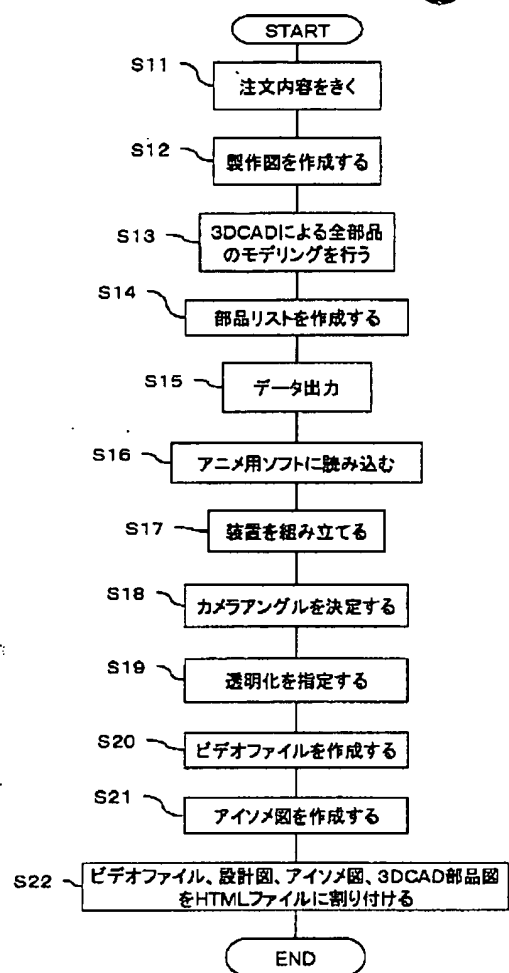 START
S11
注文内容をきく
S12
製作図を作成する
S13
3DCADによる全部品
のモデリングを行う
S14
部品リストを作成する
S15
データ出力
S16
アニメ用ソフトに読み込む
S17
装置を組み立てる
S18
カメラアングルを決定する
S19
透明化を指定する
S20
ビデオファイルを作成する
S21
アイソメ図を作成する
S22
ビデオファイル、設計図、アイソメ図、3DCAD部品図
をHTMLファイルに割り付ける
END